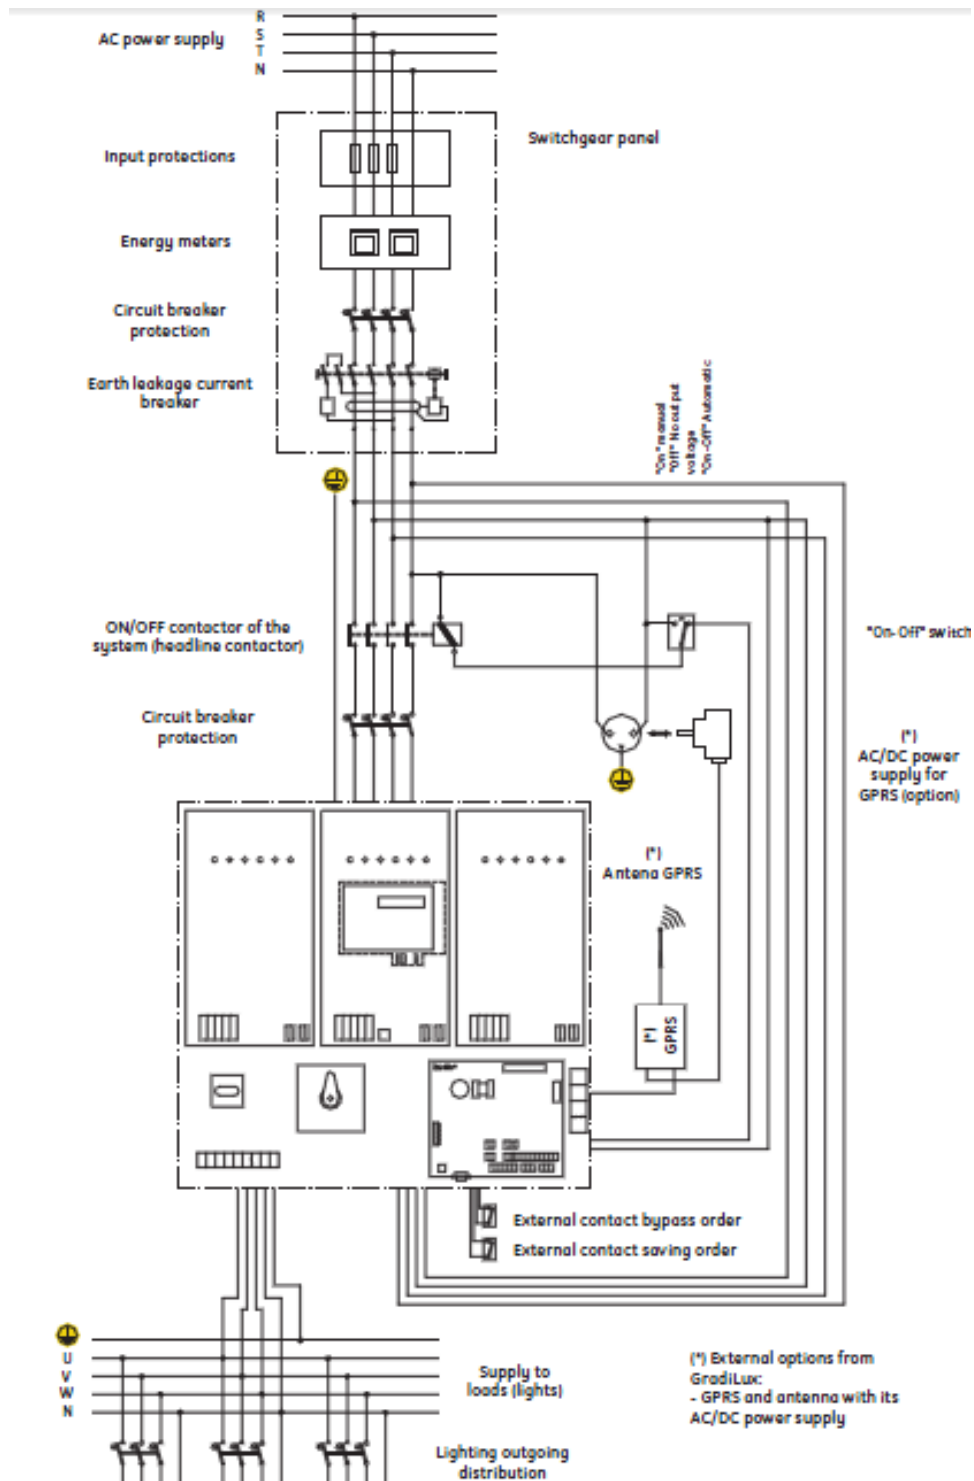 R
AC power supply
S
T
N
Switchgear panel
Input protections
Energy meters
Circuit breaker
protection
Earth leakage current
breaker
"On" manual
"Off" No output
voltage
"On-Off" Automatic
ON/OFF contactor of the
system (headline contactor)
"On-Off" switch
Circuit breaker
protection
(*)
AC/DC power
supply for
GPRS (option)
(*)
Antena GPRS
(*)
GPRS
External contact bypass order
External contact saving order
U
V
W
N
Supply to
loads (lights)
(*) External options from
GradiLux:
- GPRS and antenna with its
AC/DC power supply
Lighting outgoing
distribution